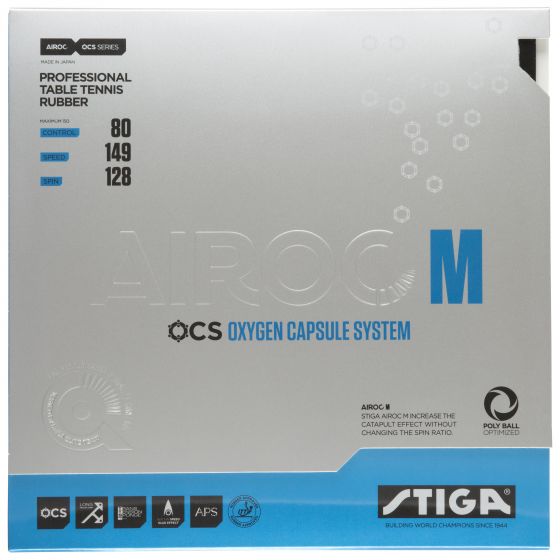 AIROC OCS SERIES
MADE IN JAPAN
PROFESSIONAL
TABLE TENNIS
RUBBER
MAXIMUM 150
CONTROL 80
SPEED 149
SPIN 128
AIROC M
OCS OXYGEN CAPSULE SYSTEM
AIROC M
STIGA AIROC M INCREASE THE
CATAPULT EFFECT WITHOUT
CHANGING THE SPIN RATIO.
POLY BALL
OPTIMIZED
OCS
LONG
APS
STIGA
BUILDING WORLD CHAMPIONS SINCE 1944